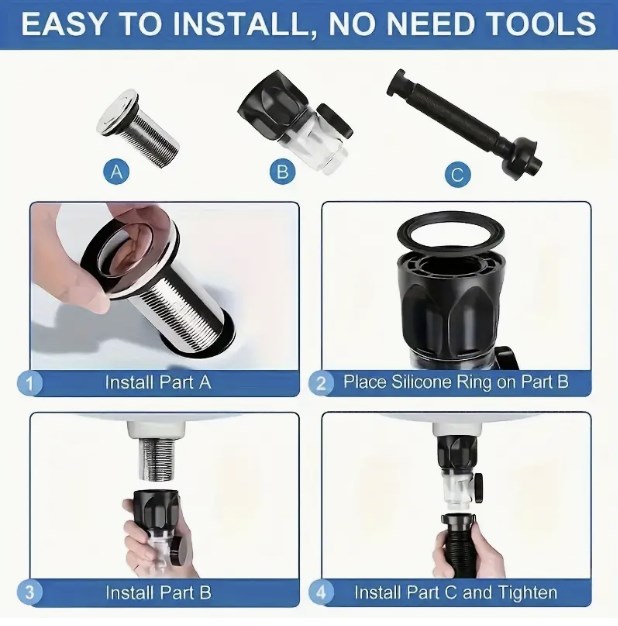 EASY TO INSTALL, NO NEED TOOLS
A
B
C
1 Install Part A
2 Place Silicone Ring on Part B
3 Install Part B
4 Install Part C and Tighten